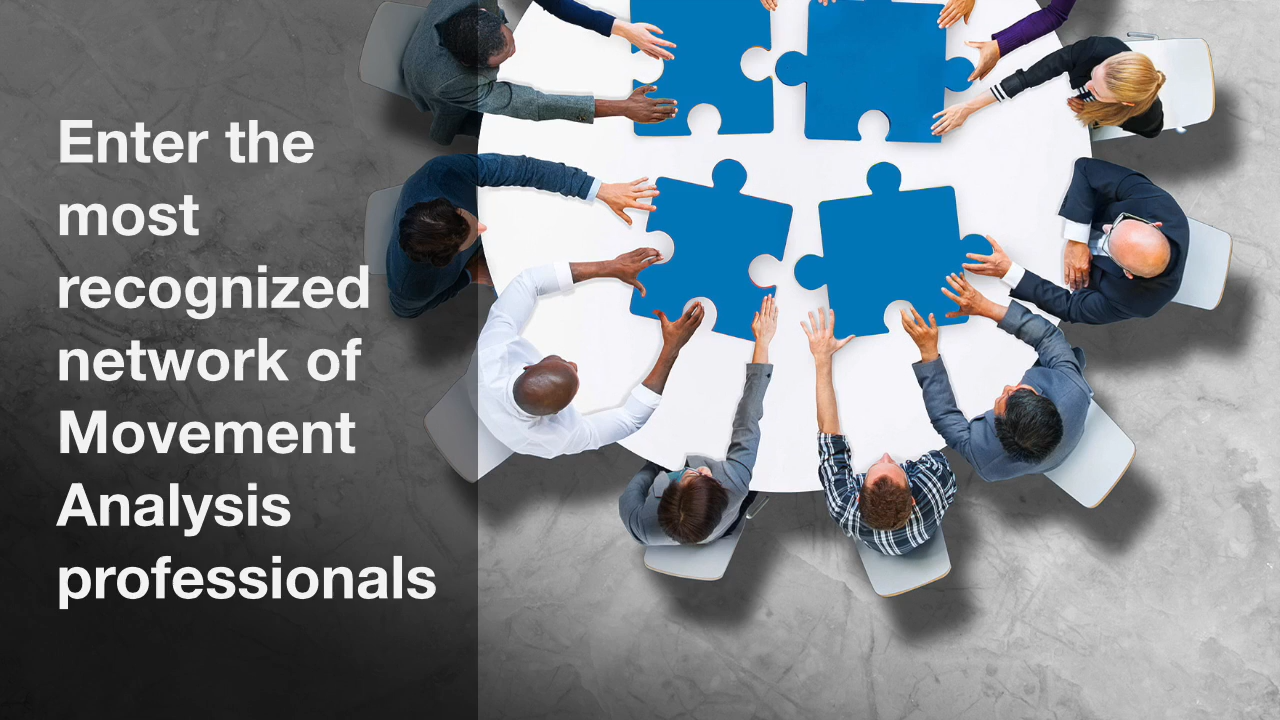 Enter the
most
recognized
network of
Movement
Analysis
professionals